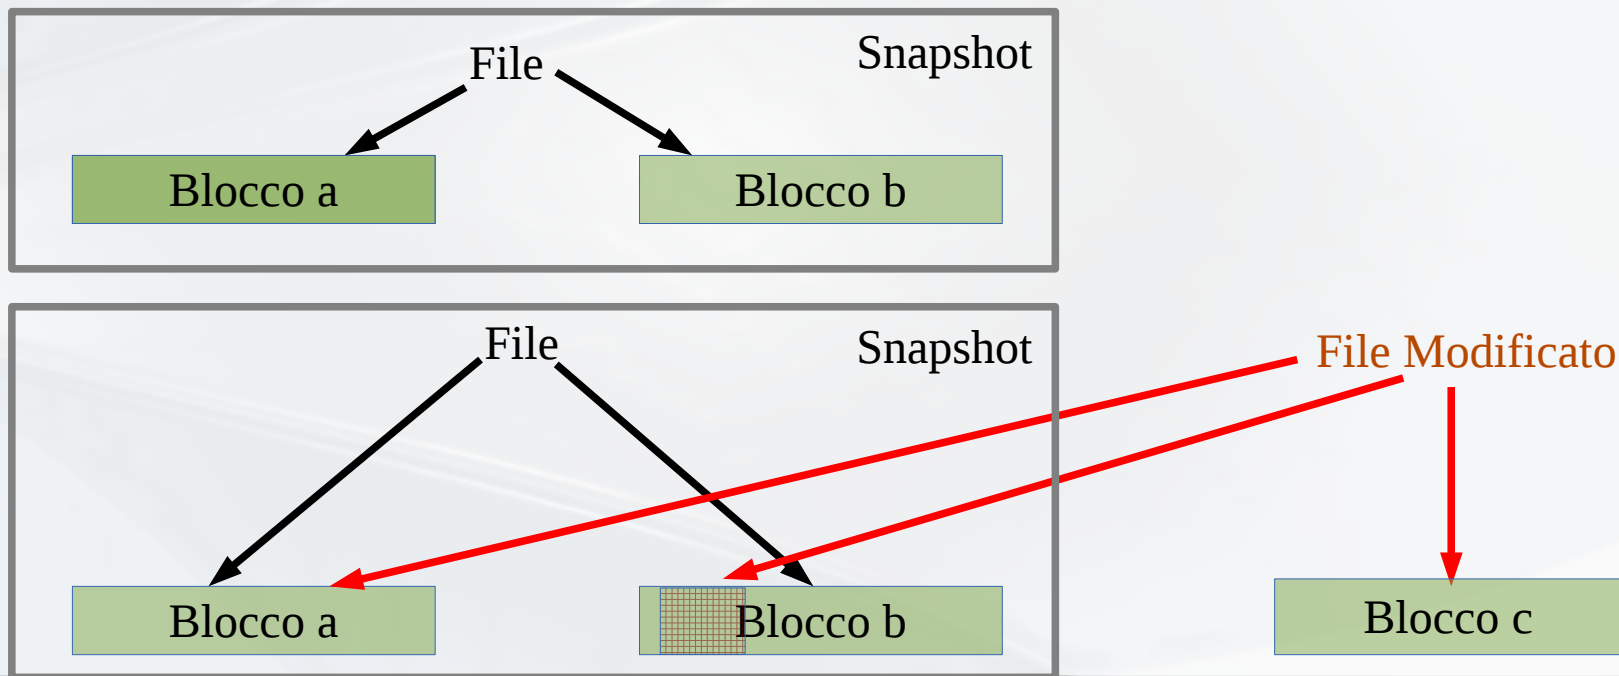 File
Snapshot
Blocco a
Blocco b
File
Snapshot
File Modificato
Blocco a
Blocco b
Blocco c